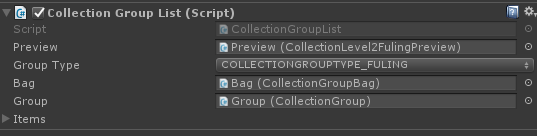 Collection Group List (Script)
Script CollectionGroupList
Preview Preview (CollectionLevel2FulingPreview)
Group Type COLLECTIONGROUPTYPE_FULING
Bag Bag (CollectionGroupBag)
Group Group (CollectionGroup)
Items